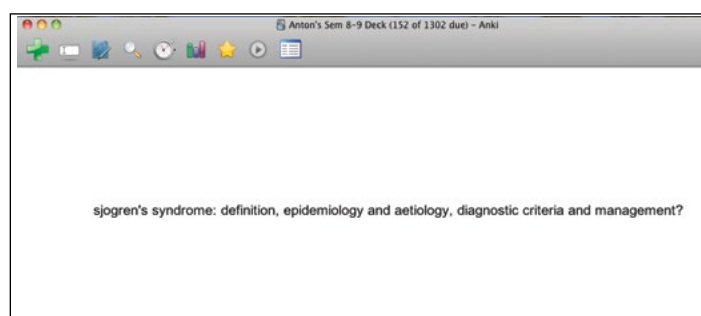 Anton's Sem 8-9 Deck (152 of 1302 due) - Anki
sjogren's syndrome: definition, epidemiology and aetiology, diagnostic criteria and management?